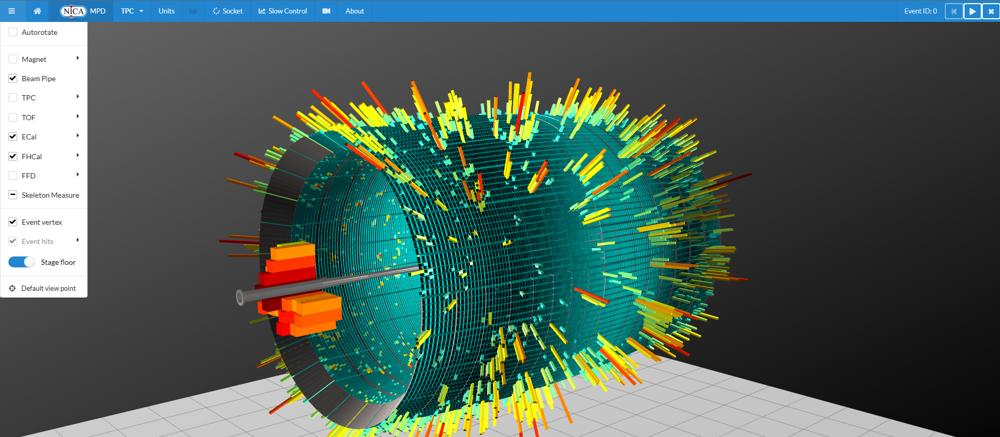 NICA MPD TPC Units Socket Slow Control About Event ID: 0
Autorotate
Magnet
Beam Pipe
TPC
TOF
ECal
FHCal
FFD
Skeleton Measure
Event vertex
Event hits
Stage floor
Default view point